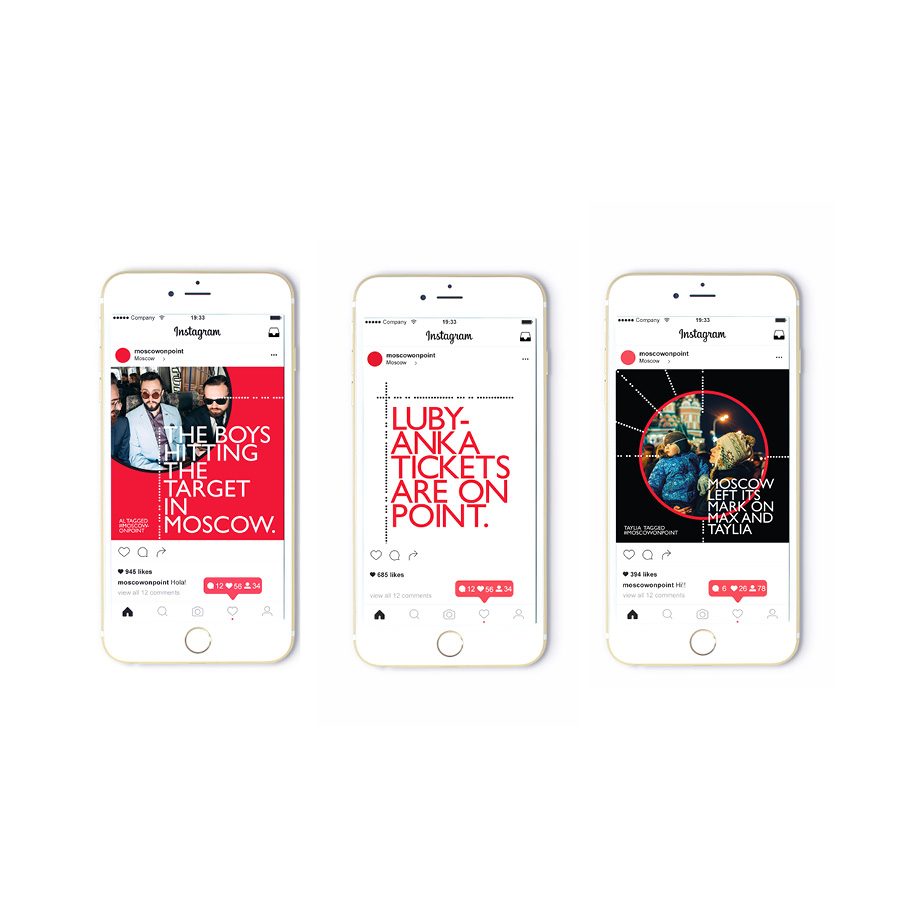 Company
19:33
Instagram
moscowonpoint
Moscow
THE BOYS
HITTING
THE
TARGET
IN
MOSCOW.
AL TAGGED
#MOSCOW-
ONPOINT
945 likes
moscowonpoint Hola!
view all 12 comments
12 56 34
Company
19:33
Instagram
moscowonpoint
Moscow
LUBY-
ANKA
TICKETS
ARE ON
POINT.
685 likes
view all 12 comments
12 56 34
Company
19:33
Instagram
moscowonpoint
Moscow
MOSCOW
LEFT ITS
MARK ON
MAX AND
TAYLIA
TAYLIA TAGGED
#MOSCOWONPOINT
394 likes
moscowonpoint Hi!!
view all 12 comments
6 26 78